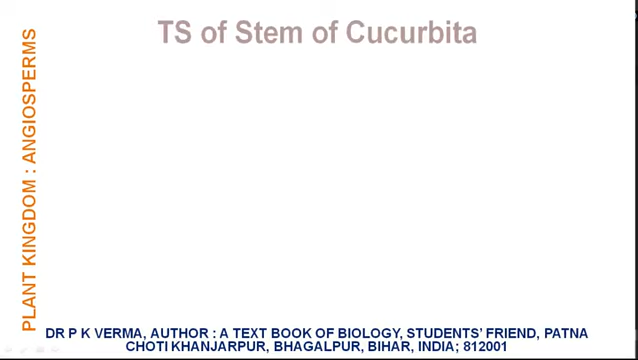 TS of Stem of Cucurbita
PLANT KINGDOM : ANGIOSPERMS
DR P K VERMA, AUTHOR : A TEXT BOOK OF BIOLOGY, STUDENTS' FRIEND, PATNA
CHOTI KHANJARPUR, BHAGALPUR, BIHAR, INDIA; 812001